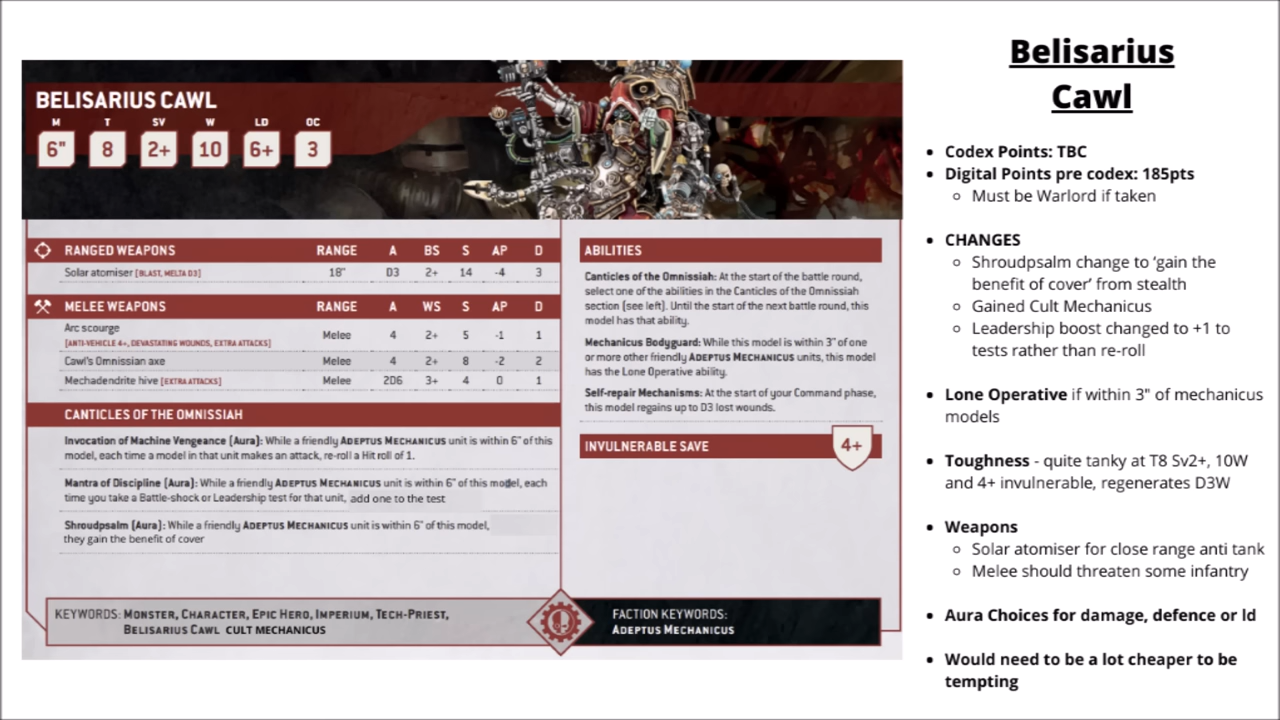 BELISARIUS CAWL
M T SV W LD OC
6" 8 2+ 10 6+ 3
RANGED WEAPONS RANGE A BS S AP D
Solar atomiser [BLAST, MELTA D3] 18" D3 2+ 14 -4 3
MELEE WEAPONS RANGE A WS S AP D
Arc scourge
[ANTI-VEHICLE 4+, DEVASTATING WOUNDS, EXTRA ATTACKS] Melee 4 2+ 5 -1 1
Cawl's Omnissian axe Melee 4 2+ 8 -2 2
Mechadendrite hive [EXTRA ATTACKS] Melee 2D6 3+ 4 0 1
CANTICLES OF THE OMNISSIAH
Invocation of Machine Vengeance (Aura): While a friendly ADEPTUS MECHANICUS unit is within 6" of this
model, each time a model in that unit makes an attack, re-roll a Hit roll of 1.
Mantra of Discipline (Aura): While a friendly ADEPTUS MECHANICUS unit is within 6" of this model, each
time you take a Battle-shock or Leadership test for that unit, add one to the test
Shroudpsalm (Aura): While a friendly ADEPTUS MECHANICUS unit is within 6" of this model,
they gain the benefit of cover
ABILITIES
Canticles of the Omnissiah: At the start of the battle round,
select one of the abilities in the Canticles of the Omnissiah
section (see left). Until the start of the next battle round, this
model has that ability.
Mechanicus Bodyguard: While this model is within 3" of one
or more other friendly ADEPTUS MECHANICUS units, this model
has the Lone Operative ability.
Self-repair Mechanisms: At the start of your Command phase,
this model regains up to D3 lost wounds.
INVULNERABLE SAVE 4+
KEYWORDS: MONSTER, CHARACTER, EPIC HERO, IMPERIUM, TECH-PRIEST,
BELISARIUS CAWL CULT MECHANICUS
FACTION KEYWORDS:
ADEPTUS MECHANICUS
Belisarius
Cawl
• Codex Points: TBC
• Digital Points pre codex: 185pts
○ Must be Warlord if taken
• CHANGES
○ Shroudpsalm change to 'gain the
benefit of cover' from stealth
○ Gained Cult Mechanicus
○ Leadership boost changed to +1 to
tests rather than re-roll
• Lone Operative if within 3" of mechanicus
models
• Toughness - quite tanky at T8 Sv2+, 10W
and 4+ invulnerable, regenerates D3W
• Weapons
○ Solar atomiser for close range anti tank
○ Melee should threaten some infantry
• Aura Choices for damage, defence or ld
• Would need to be a lot cheaper to be
tempting